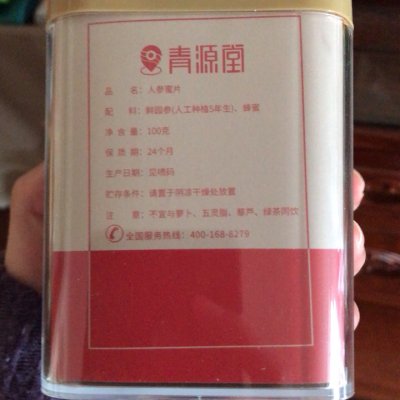 青源堂
品 名：人参蜜片
配 料：鲜园参(人工种植5年生)、蜂蜜
净 含 量：100克
保 质 期：24个月
生产日期：见喷码
贮存条件：请置于阴凉干燥处放置
注 意：不宜与萝卜、五灵脂、藜芦、绿茶同饮
全国服务热线：400-168-8279